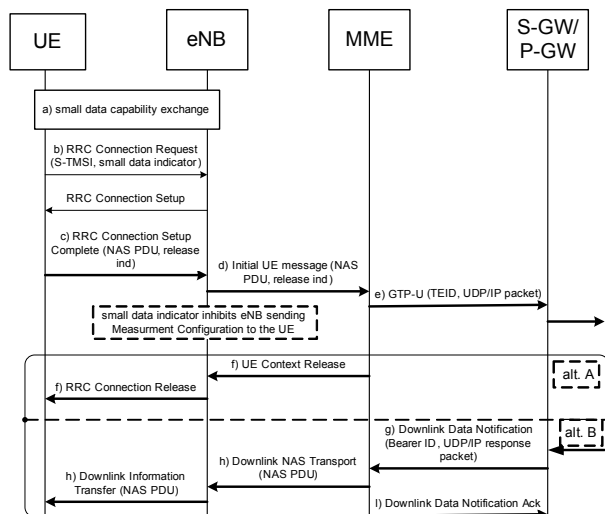 UE
eNB
MME
S-GW/
P-GW
a) small data capability exchange
b) RRC Connection Request
(S-TMSI, small data indicator)
RRC Connection Setup
c) RRC Connection Setup
Complete (NAS PDU, release
ind)
d) Initial UE message (NAS
PDU, release ind)
e) GTP-U (TEID, UDP/IP packet)
small data indicator inhibits eNB sending
Measurment Configuration to the UE
f) UE Context Release
alt. A
f) RRC Connection Release
g) Downlink Data Notification
(Bearer ID, UDP/IP response
packet)
alt. B
h) Downlink NAS Transport
(NAS PDU)
h) Downlink Information
Transfer (NAS PDU)
I) Downlink Data Notification Ack